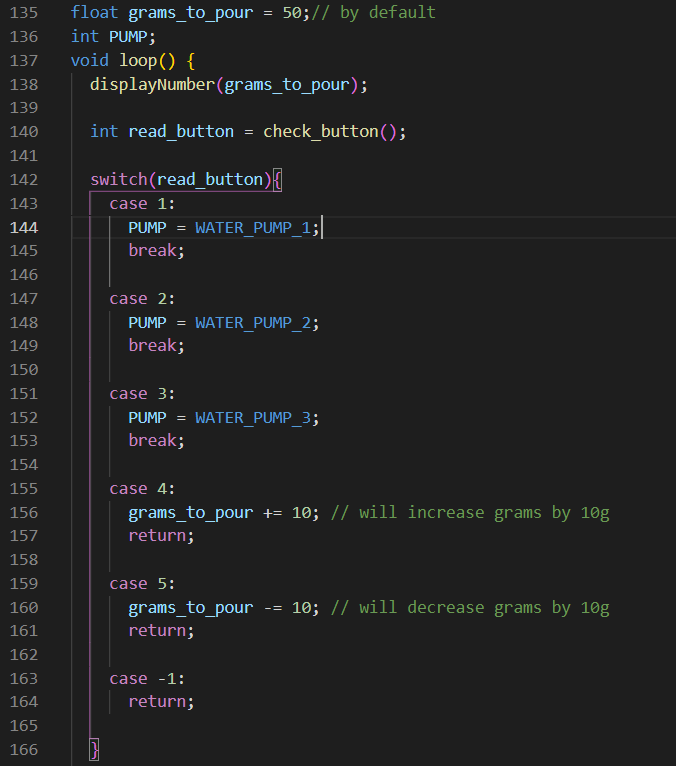 135 float grams_to_pour = 50;// by default
136 int PUMP;
137 void loop() {
138 displayNumber(grams_to_pour);
139
140 int read_button = check_button();
141
142 switch(read_button){
143 case 1:
144 PUMP = WATER_PUMP_1;
145 break;
146
147 case 2:
148 PUMP = WATER_PUMP_2;
149 break;
150
151 case 3:
152 PUMP = WATER_PUMP_3;
153 break;
154
155 case 4:
156 grams_to_pour += 10; // will increase grams by 10g
157 return;
158
159 case 5:
160 grams_to_pour -= 10; // will decrease grams by 10g
161 return;
162
163 case -1:
164 return;
165
166 }